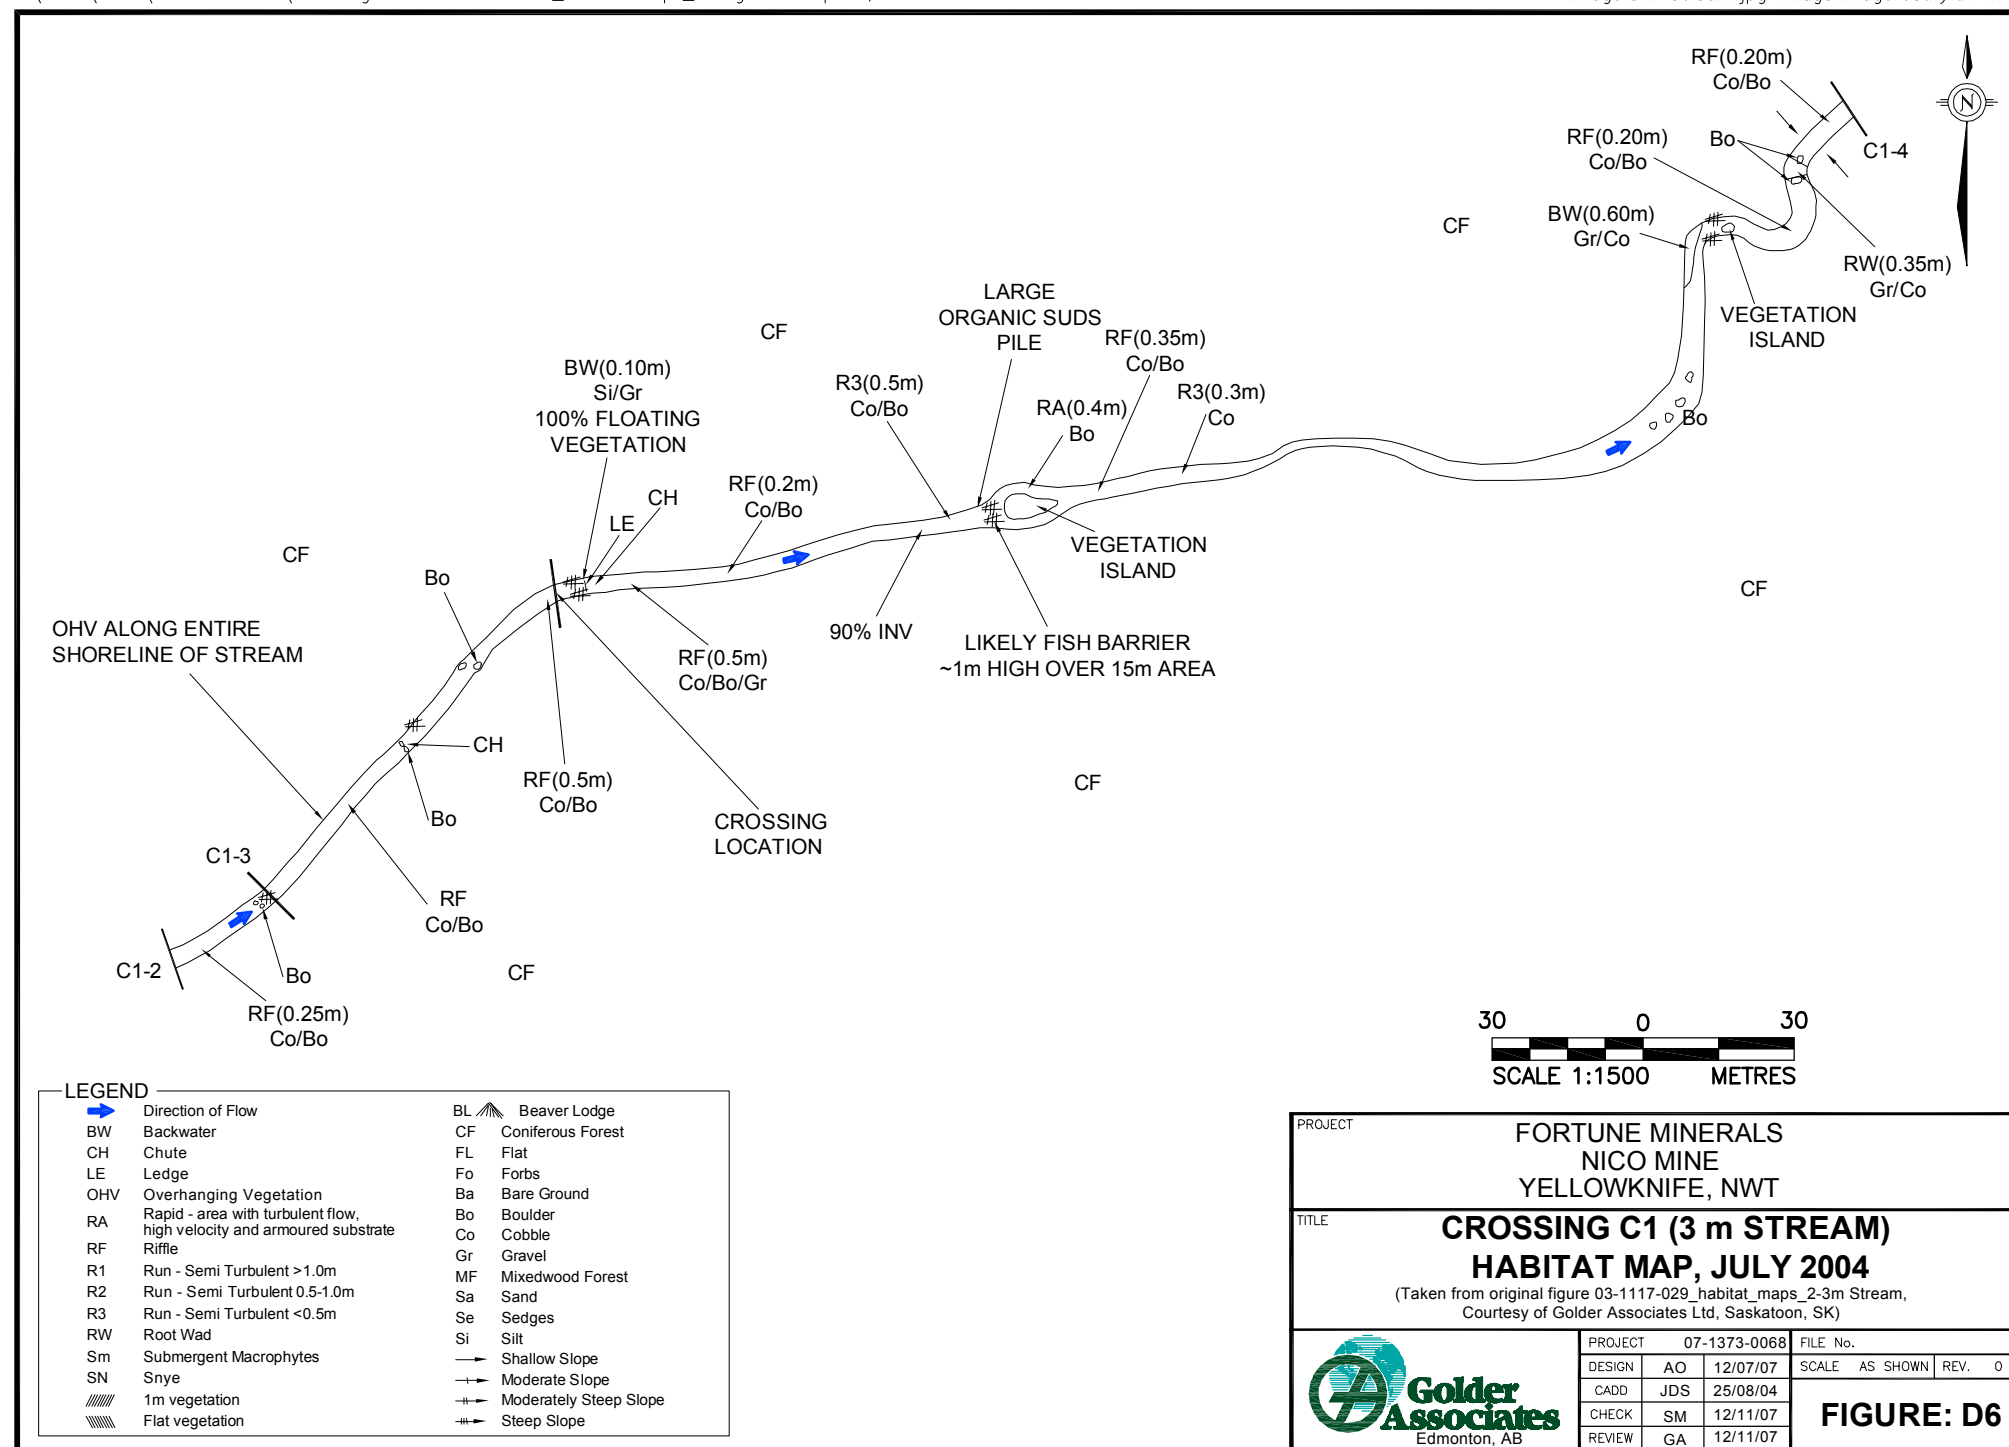 RF(0.20m)
Co/Bo
N
RF(0.20m)
Co/Bo
Bo
C1-4
BW(0.60m)
Gr/Co
CF
RW(0.35m)
Gr/Co
VEGETATION
ISLAND
LARGE
ORGANIC SUDS
PILE
CF
RF(0.35m)
Co/Bo
BW(0.10m)
Si/Gr
100% FLOATING
VEGETATION
R3(0.5m)
Co/Bo
RA(0.4m)
Bo
R3(0.3m)
Co
Bo
RF(0.2m)
Co/Bo
CH
LE
CF
Bo
VEGETATION
ISLAND
CF
OHV ALONG ENTIRE
SHORELINE OF STREAM
90% INV
LIKELY FISH BARRIER
~1m HIGH OVER 15m AREA
RF(0.5m)
Co/Bo/Gr
CH
RF(0.5m)
Co/Bo
CF
Bo
CROSSING
LOCATION
C1-3
RF
Co/Bo
C1-2
Bo
CF
RF(0.25m)
Co/Bo
30 0 30
SCALE 1:1500 METRES
LEGEND
Direction of Flow
BW Backwater
CH Chute
LE Ledge
OHV Overhanging Vegetation
RA Rapid - area with turbulent flow,
high velocity and armoured substrate
RF Riffle
R1 Run - Semi Turbulent >1.0m
R2 Run - Semi Turbulent 0.5-1.0m
R3 Run - Semi Turbulent <0.5m
RW Root Wad
Sm Submergent Macrophytes
SN Snye
1m vegetation
Flat vegetation
BL Beaver Lodge
CF Coniferous Forest
FL Flat
Fo Forbs
Ba Bare Ground
Bo Boulder
Co Cobble
Gr Gravel
MF Mixedwood Forest
Sa Sand
Se Sedges
Si Silt
Shallow Slope
Moderate Slope
Moderately Steep Slope
Steep Slope
PROJECT
FORTUNE MINERALS
NICO MINE
YELLOWKNIFE, NWT
TITLE
CROSSING C1 (3 m STREAM)
HABITAT MAP, JULY 2004
(Taken from original figure 03-1117-029_habitat_maps_2-3m Stream,
Courtesy of Golder Associates Ltd, Saskatoon, SK)
Golder
Associates
Edmonton, AB
PROJECT 07-1373-0068 FILE No.
DESIGN AO 12/07/07 SCALE AS SHOWN REV. 0
CADD JDS 25/08/04
CHECK SM 12/11/07
REVIEW GA 12/11/07
FIGURE: D6